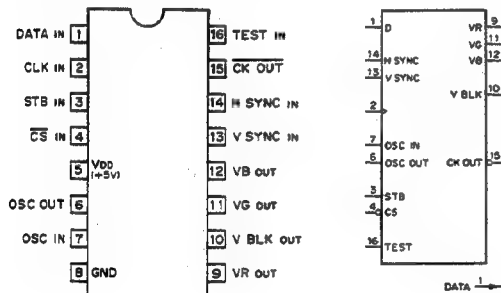 DATA IN 1
CLK IN 2
STB IN 3
CS IN 4
5 VDD (+5V)
OSC OUT 6
OSC IN 7
8 GND
16 TEST IN
15 CK OUT
14 H SYNC IN
13 V SYNC IN
12 VB OUT
11 VG OUT
10 V BLK OUT
9 VR OUT
1 D
14 H SYNC
13 V SYNC
2
7 OSC IN
6 OSC OUT
3 STB
4 CS
16 TEST
VR 9
VG 11
VB 12
V BLK 10
CK OUT 15
DATA 1